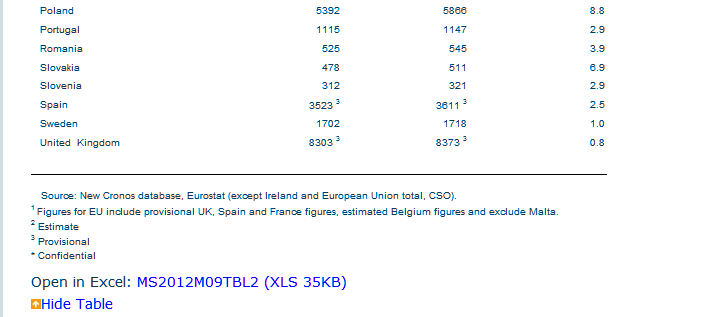 Poland 5392 5866 8.8
Portugal 1115 1147 2.9
Romania 525 545 3.9
Slovakia 478 511 6.9
Slovenia 312 321 2.9
Spain 3523 3 3611 3 2.5
Sweden 1702 1718 1.0
United Kingdom 8303 3 8373 3 0.8
Source: New Cronos database, Eurostat (except Ireland and European Union total, CSO).
1 Figures for EU include provisional UK, Spain and France figures, estimated Belgium figures and exclude Malta.
2 Estimate
3 Provisional
* Confidential
Open in Excel: MS2012M09TBL2 (XLS 35KB)
Hide Table